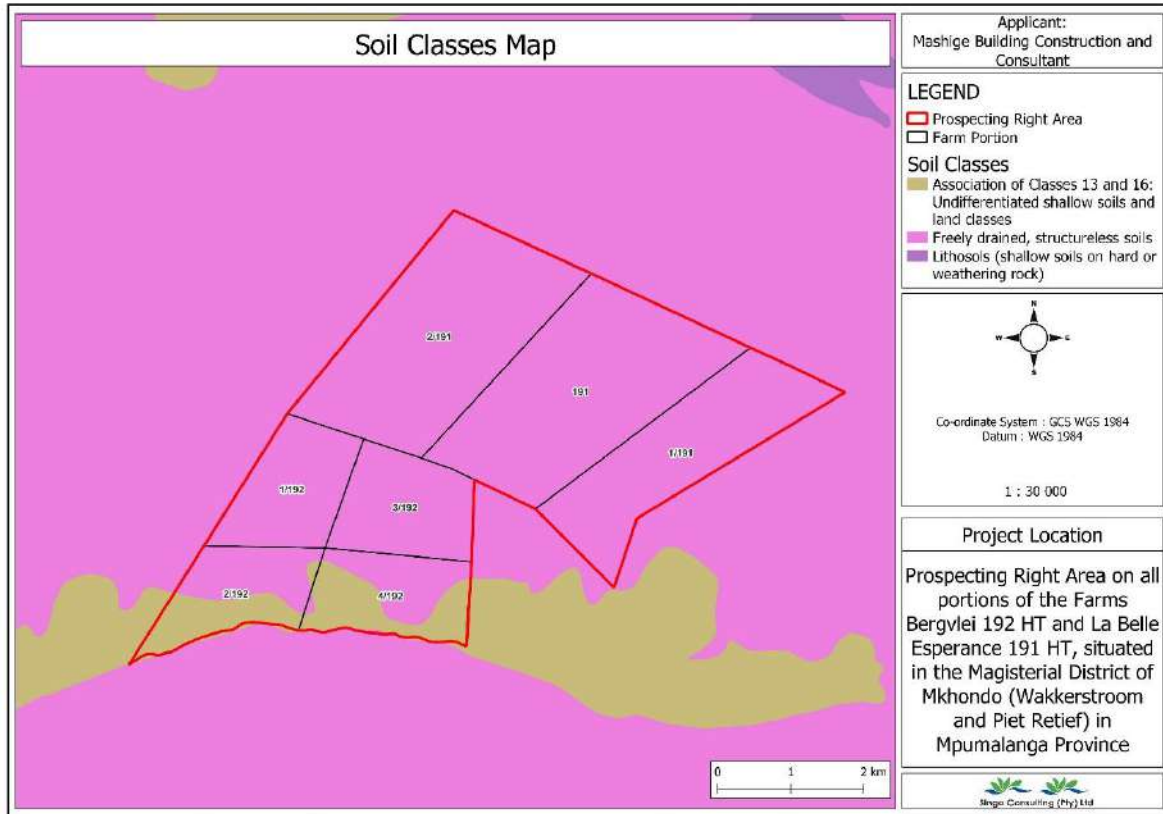 Soil Classes Map
Applicant:
Mashige Building Construction and
Consultant
LEGEND
Prospecting Right Area
Farm Portion
Soil Classes
Association of Classes 13 and 16:
Undifferentiated shallow soils and
land classes
Freely drained, structureless soils
Lithosols (shallow soils on hard or
weathering rock)
N
W E
S
Co-ordinate System : GCS WGS 1984
Datum : WGS 1984
1 : 30 000
Project Location
Prospecting Right Area on all
portions of the Farms
Bergvlei 192 HT and La Belle
Esperance 191 HT, situated
in the Magisterial District of
Mkhondo (Wakkerstroom
and Piet Retief) in
Mpumalanga Province
Singo Consulting (Pty) Ltd
2/191
191
1/191
1/192
3/192
2/192
4/192
0 1 2 km